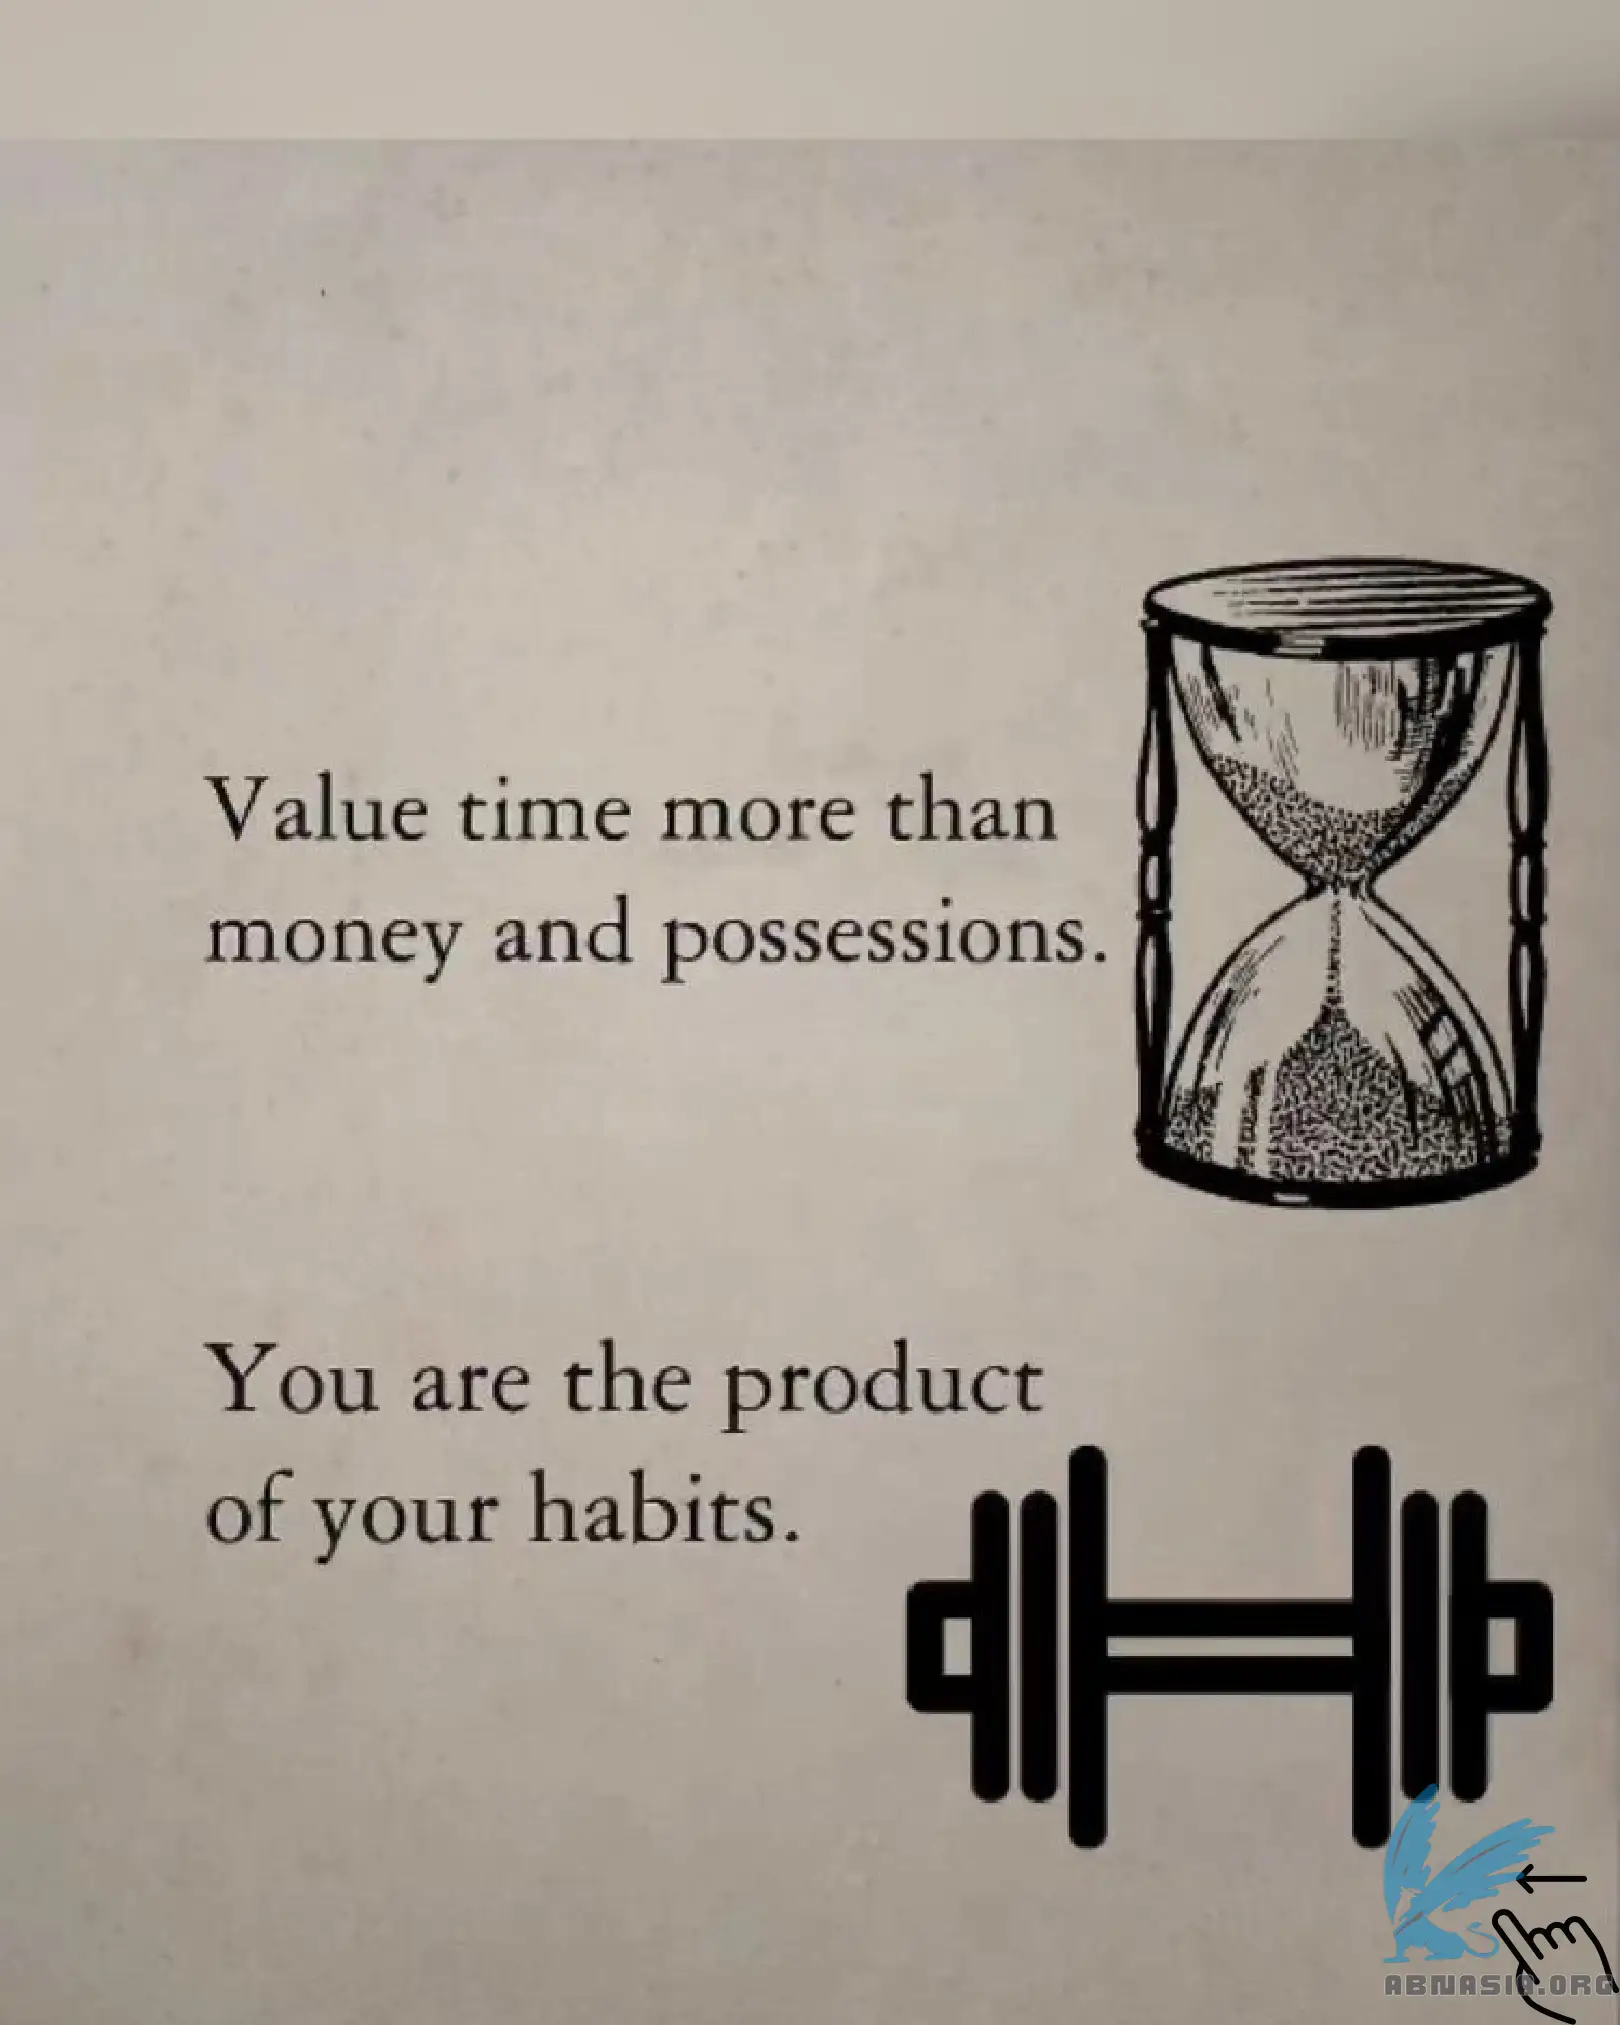 Value time more than
money and possessions.
You are the product
of your habits.
ABNASIA.ORG